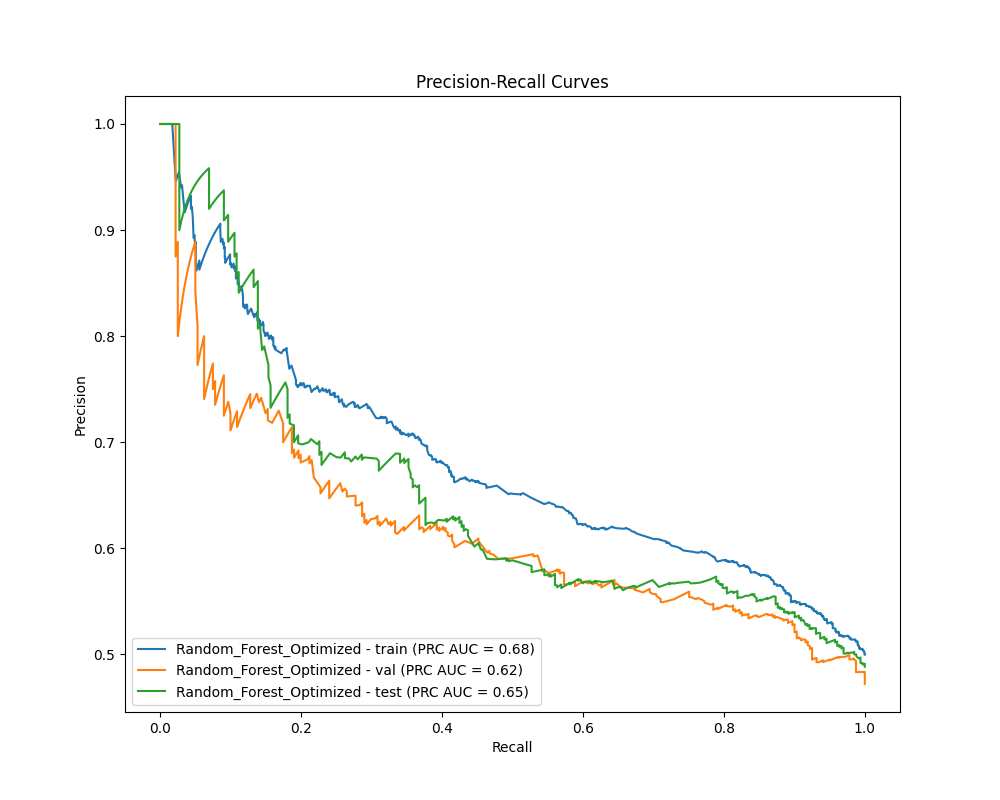 Precision-Recall Curves
1.0
0.9
0.8
0.7
0.6
0.5
Precision
Random_Forest_Optimized - train (PRC AUC = 0.68)
Random_Forest_Optimized - val (PRC AUC = 0.62)
Random_Forest_Optimized - test (PRC AUC = 0.65)
0.0 0.2 0.4 0.6 0.8 1.0
Recall